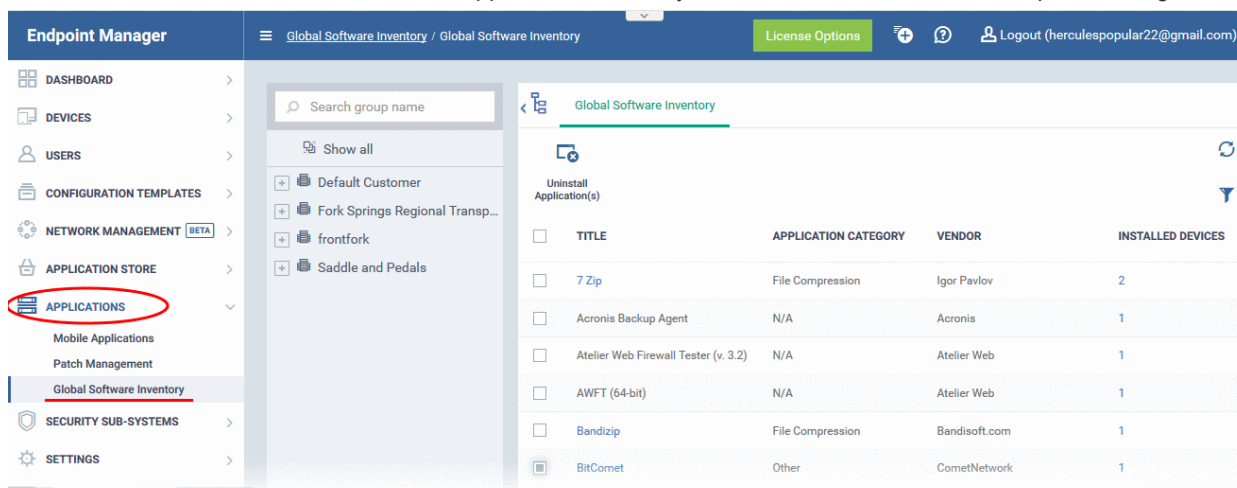 Endpoint Manager
Global Software Inventory / Global Software Inventory
License Options
Logout (herculespopular22@gmail.com)
DASHBOARD
DEVICES
USERS
CONFIGURATION TEMPLATES
NETWORK MANAGEMENT BETA
APPLICATION STORE
APPLICATIONS
Mobile Applications
Patch Management
Global Software Inventory
SECURITY SUB-SYSTEMS
SETTINGS
Search group name
Show all
Default Customer
Fork Springs Regional Transp...
frontfork
Saddle and Pedals
Global Software Inventory
Uninstall
Application(s)
TITLE APPLICATION CATEGORY VENDOR INSTALLED DEVICES
7 Zip File Compression Igor Pavlov 2
Acronis Backup Agent N/A Acronis 1
Atelier Web Firewall Tester (v. 3.2) N/A Atelier Web 1
AWFT (64-bit) N/A Atelier Web 1
Bandizip File Compression Bandisoft.com 1
BitComet Other CometNetwork 1